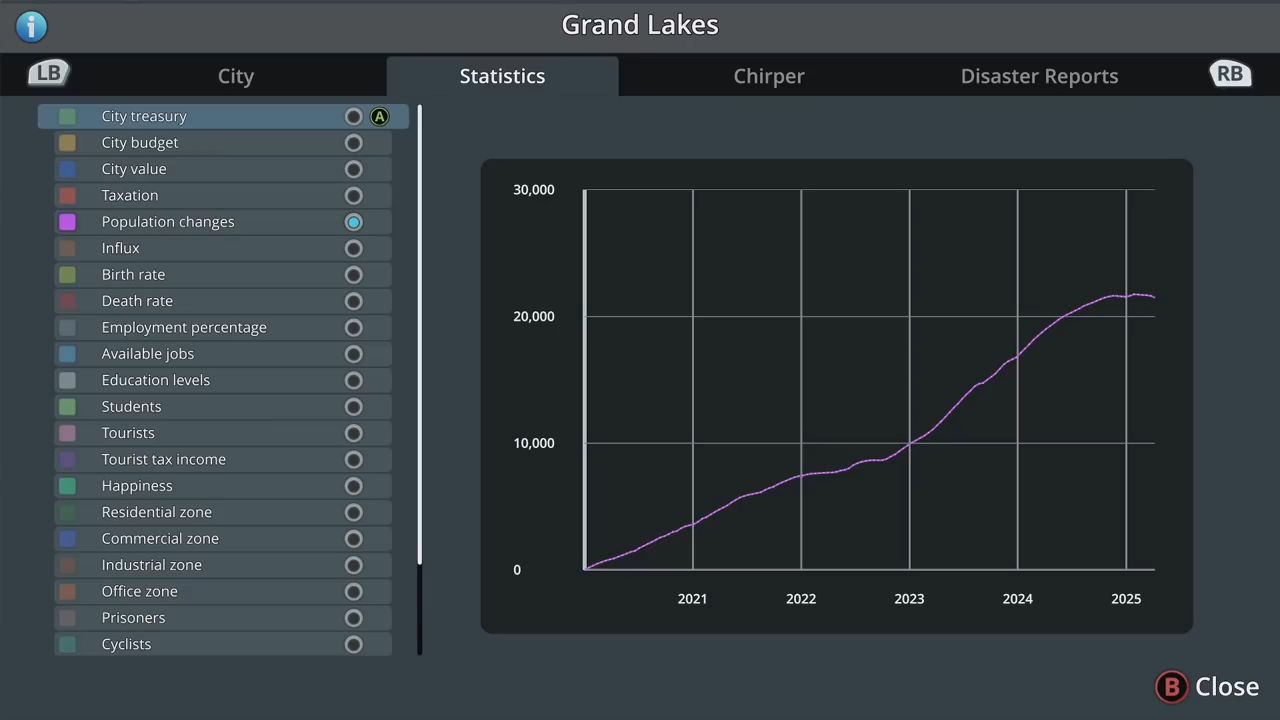 Grand Lakes
LB
City
Statistics
Chirper
Disaster Reports
RB
City treasury
A
City budget
City value
Taxation
Population changes
Influx
Birth rate
Death rate
Employment percentage
Available jobs
Education levels
Students
Tourists
Tourist tax income
Happiness
Residential zone
Commercial zone
Industrial zone
Office zone
Prisoners
Cyclists
30,000
20,000
10,000
0
2021
2022
2023
2024
2025
B Close